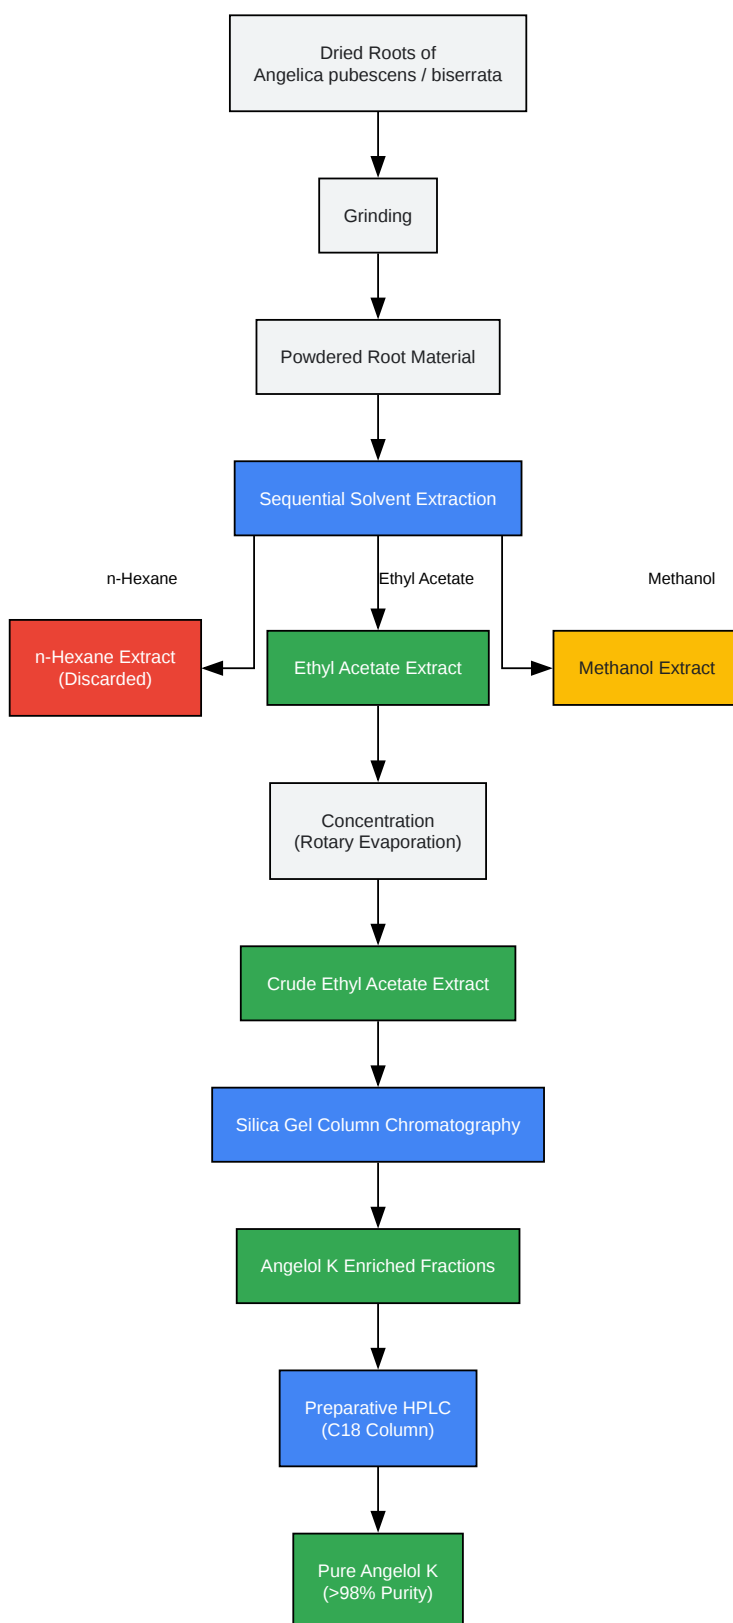 Dried Roots of
Angelica pubescens / biserrata
Grinding
Powdered Root Material
Sequential Solvent Extraction
n-Hexane
Ethyl Acetate
Methanol
n-Hexane Extract
(Discarded)
Ethyl Acetate Extract
Methanol Extract
Concentration
(Rotary Evaporation)
Crude Ethyl Acetate Extract
Silica Gel Column Chromatography
Angelol K Enriched Fractions
Preparative HPLC
(C18 Column)
Pure Angelol K
(>98% Purity)